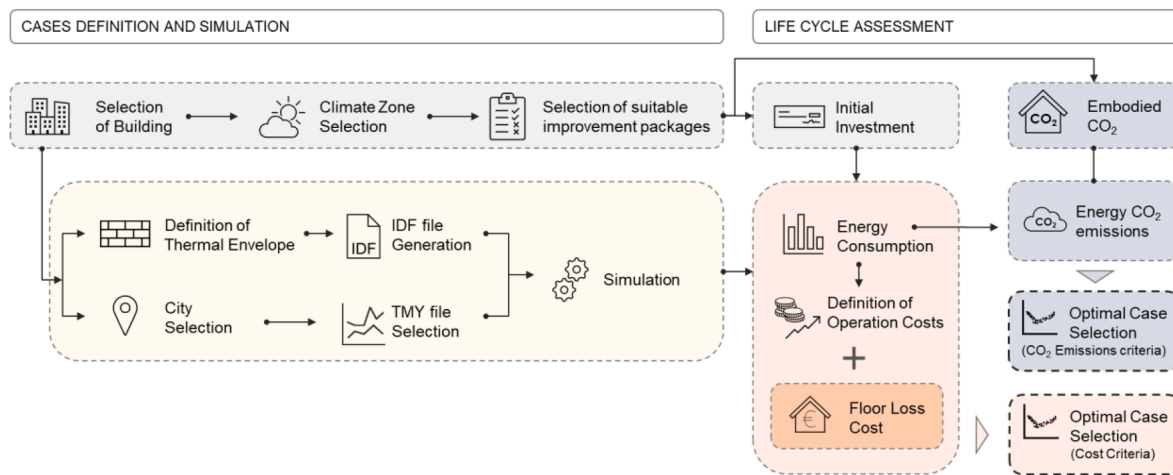 CASES DEFINITION AND SIMULATION
LIFE CYCLE ASSESSMENT
Selection
of Building
Climate Zone
Selection
Selection of suitable
improvement packages
Initial
Investment
CO₂
Embodied
CO₂
Definition of
Thermal Envelope
IDF
IDF file
Generation
City
Selection
TMY file
Selection
Simulation
Energy
Consumption
Definition of
Operation Costs
+
€
Floor Loss
Cost
CO₂
Energy CO₂
emissions
Optimal Case
Selection
(CO₂ Emissions criteria)
Optimal Case
Selection
(Cost Criteria)